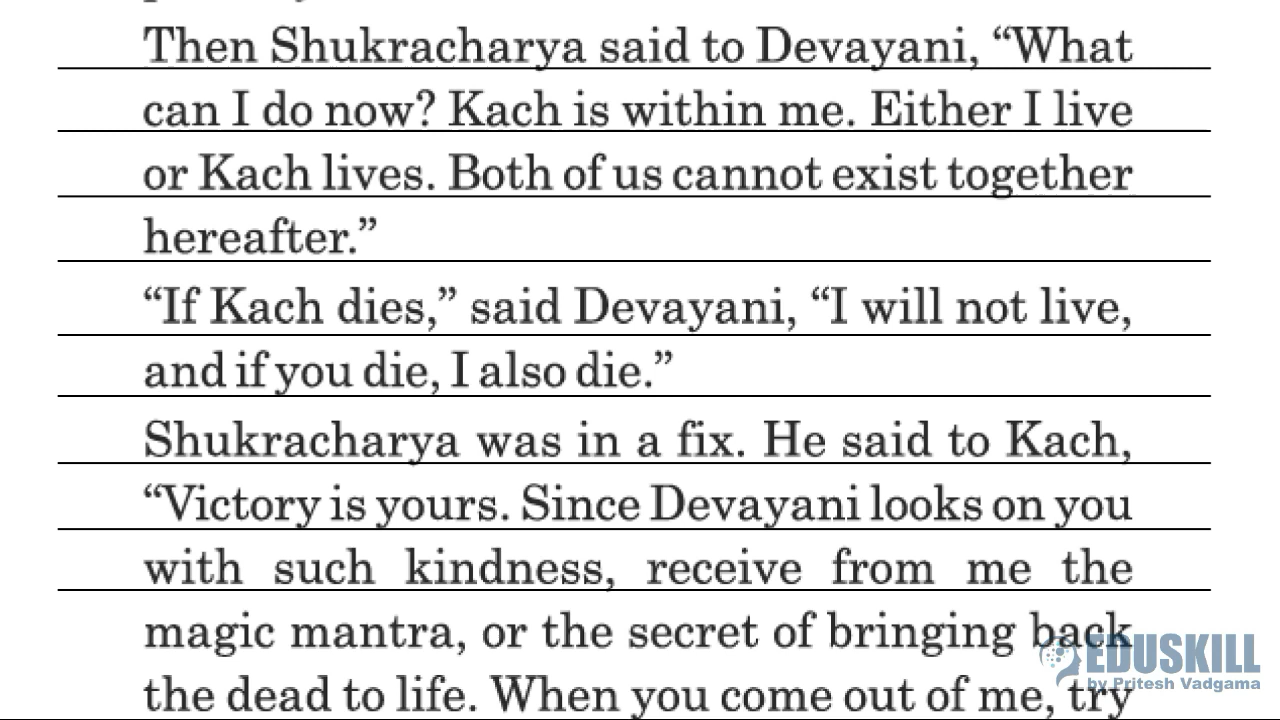 Then Shukracharya said to Devayani, “What
can I do now? Kach is within me. Either I live
or Kach lives. Both of us cannot exist together
hereafter.”
“If Kach dies,” said Devayani, “I will not live,
and if you die, I also die.”
Shukracharya was in a fix. He said to Kach,
“Victory is yours. Since Devayani looks on you
with such kindness, receive from me the
magic mantra, or the secret of bringing back
the dead to life. When you come out of me, try
EDUSKILL
by Pritesh Vadgama